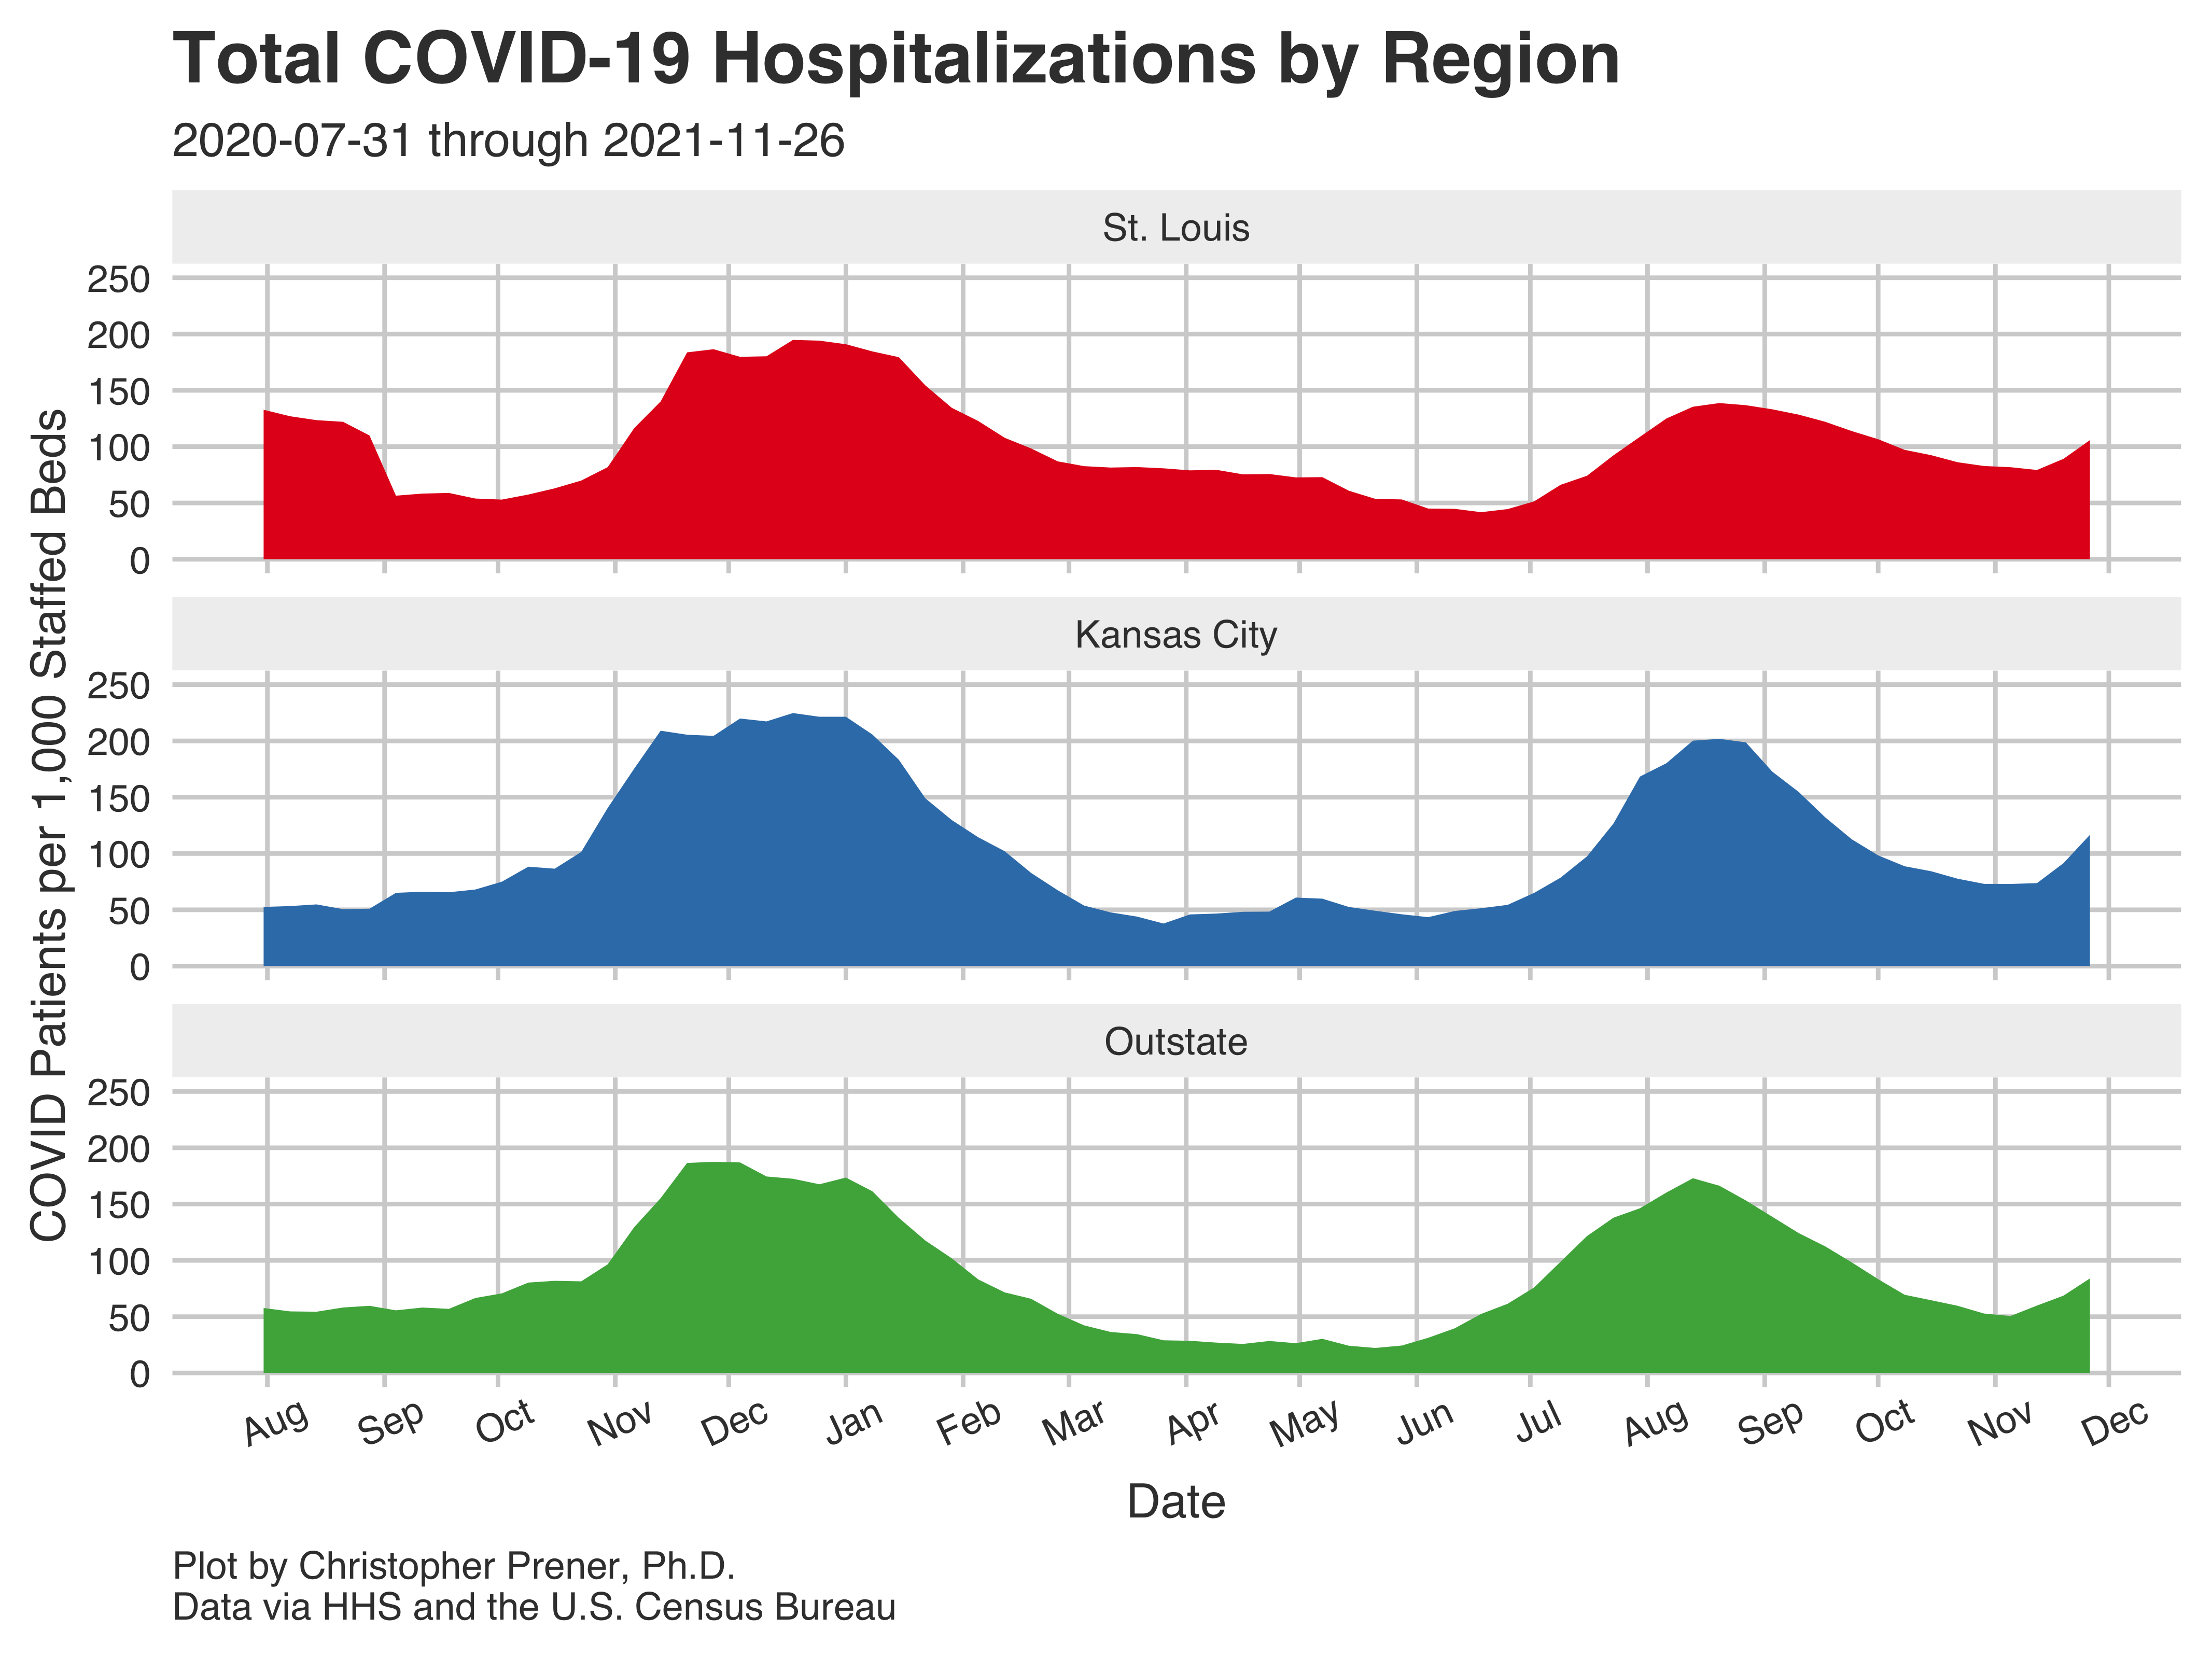 Total COVID-19 Hospitalizations by Region
2020-07-31 through 2021-11-26
COVID Patients per 1,000 Staffed Beds
St. Louis
250
200
150
100
50
0
Kansas City
250
200
150
100
50
0
Outstate
250
200
150
100
50
0
Aug Sep Oct Nov Dec Jan Feb Mar Apr May Jun Jul Aug Sep Oct Nov Dec
Date
Plot by Christopher Prener, Ph.D.
Data via HHS and the U.S. Census Bureau